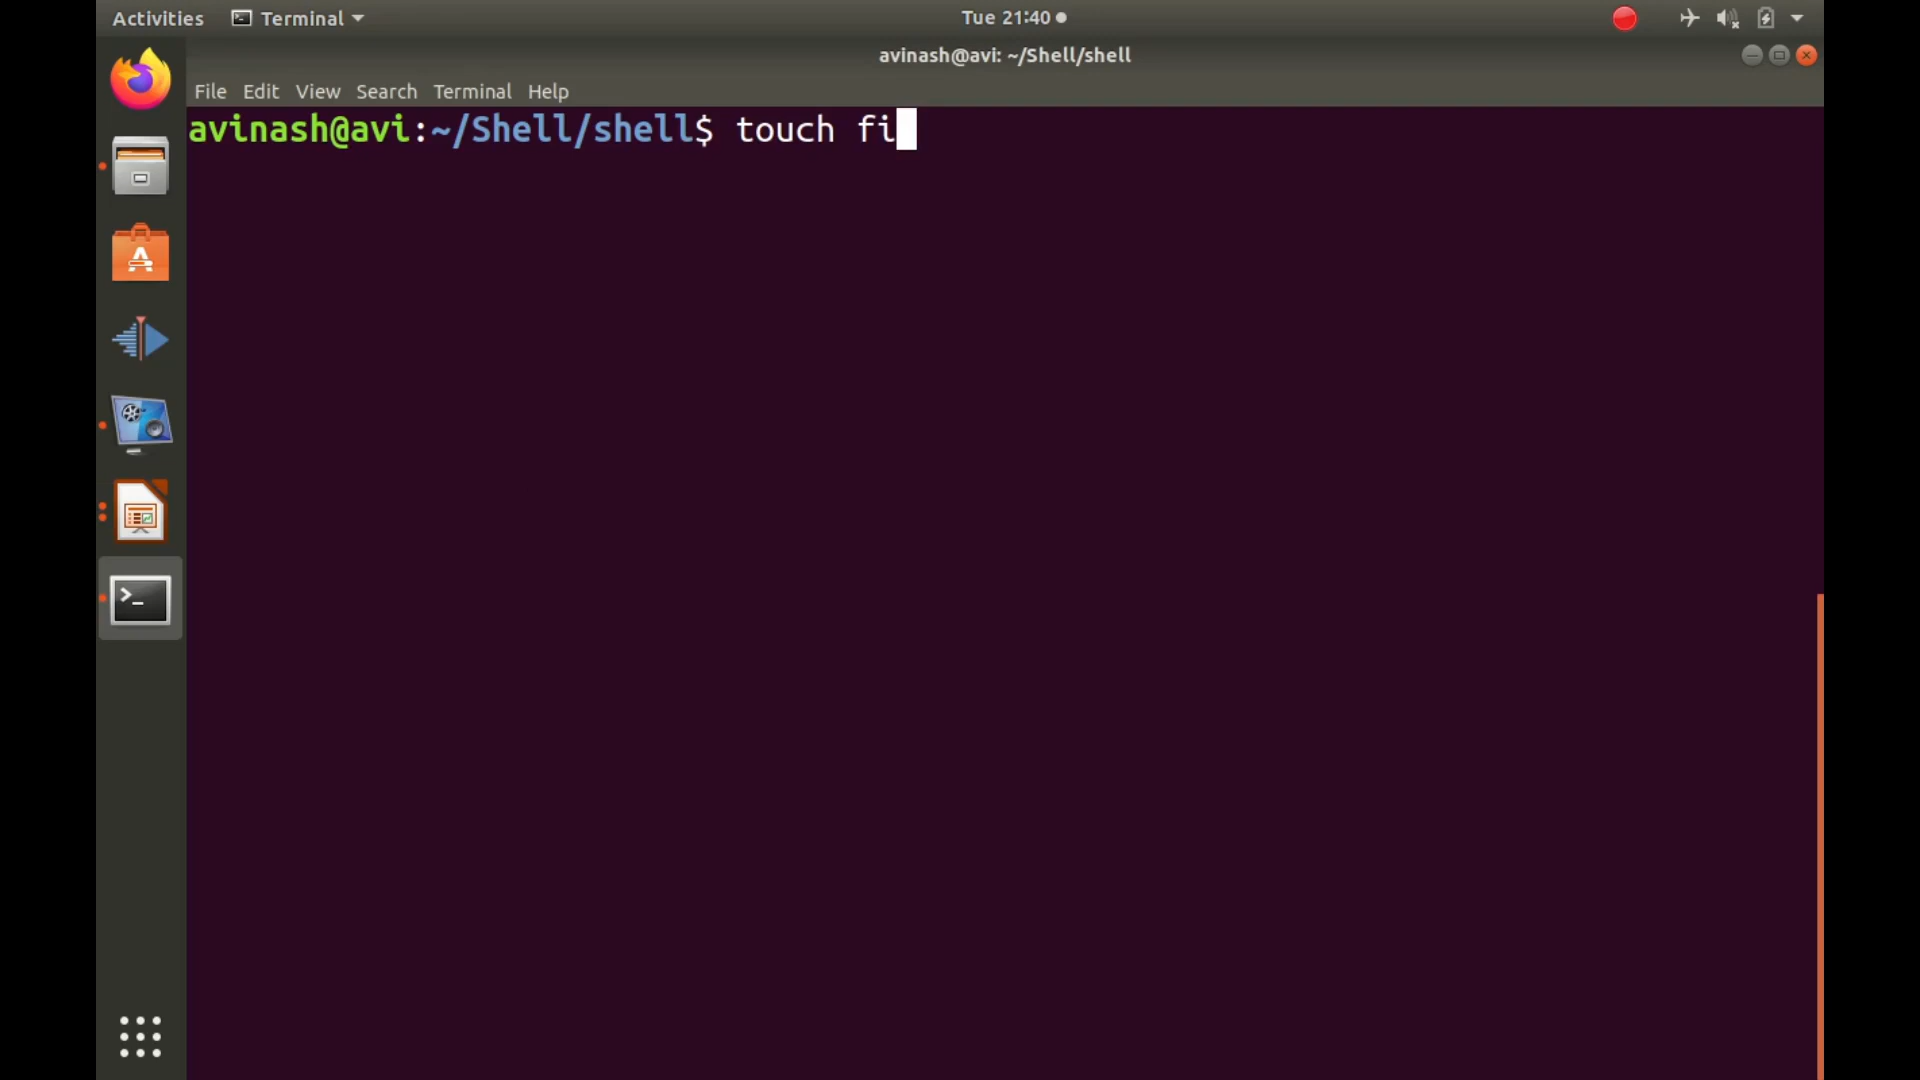 Activities Terminal Tue 21:40
avinash@avi: ~/Shell/shell
File Edit View Search Terminal Help
avinash@avi:~/Shell/shell$ touch fi